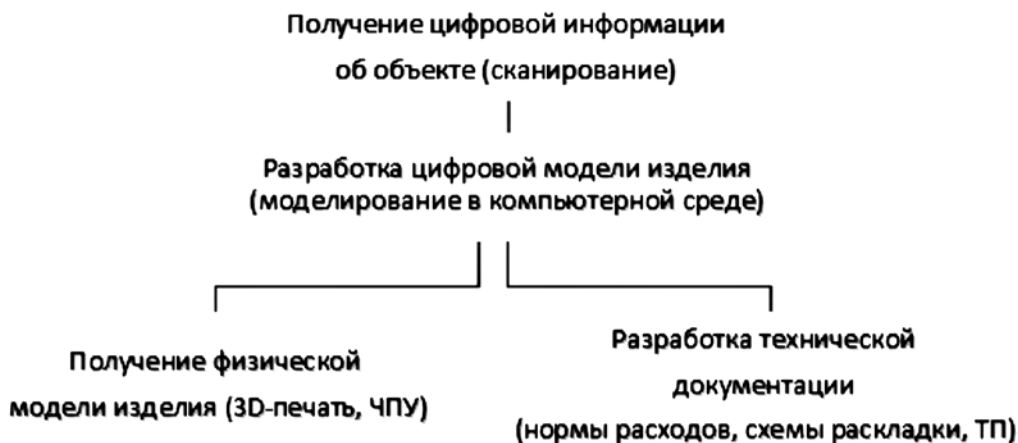 Получение цифровой информации
об объекте (сканирование)
Разработка цифровой модели изделия
(моделирование в компьютерной среде)
Получение физической
модели изделия (3D-печать, ЧПУ)
Разработка технической
документации
(нормы расходов, схемы раскладки, ТП)